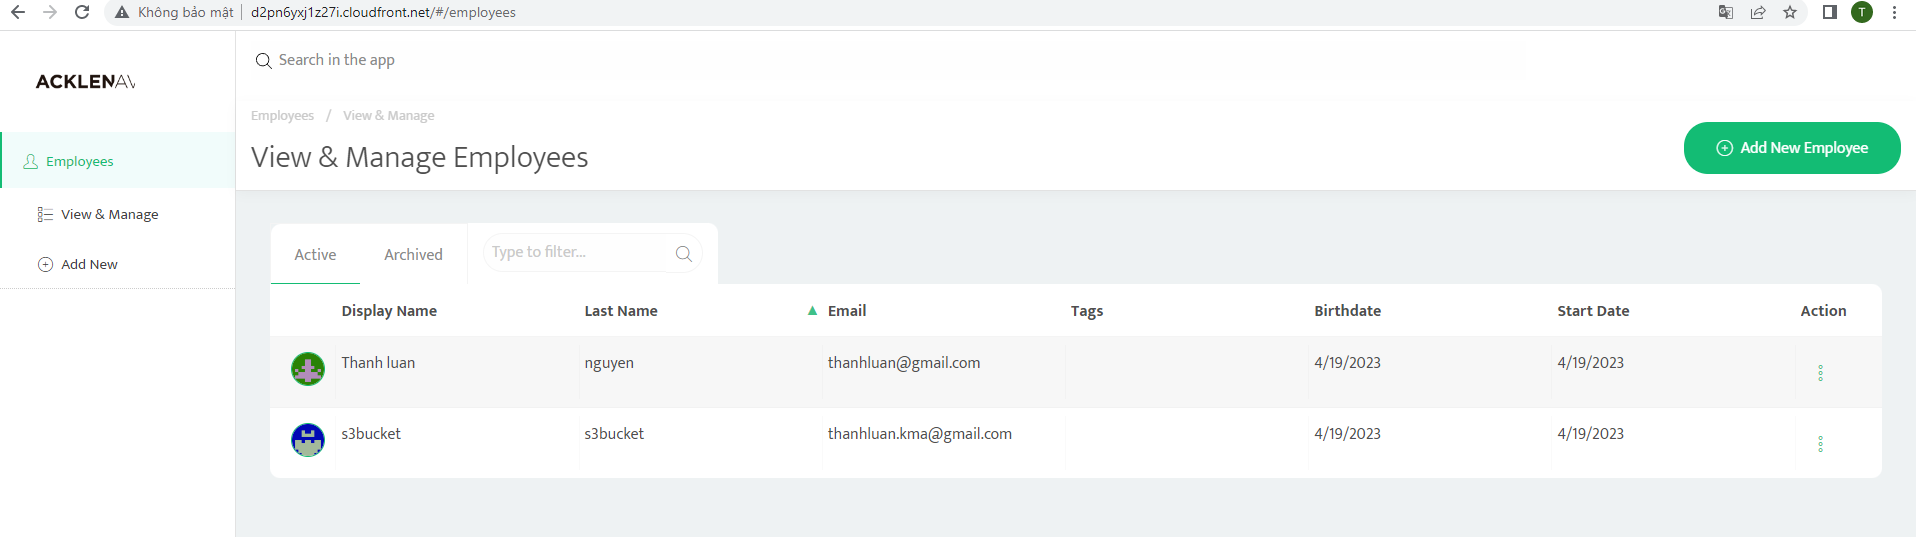 Không bảo mật d2pn6yxj1z27i.cloudfront.net/#/employees
T
ACKLENAV
Search in the app
Employees / View & Manage
View & Manage Employees
Add New Employee
Employees
View & Manage
Add New
Active Archived Type to filter...
Display Name Last Name Email Tags Birthdate Start Date Action
Thanh luan nguyen thanhluan@gmail.com 4/19/2023 4/19/2023
s3bucket s3bucket thanhluan.kma@gmail.com 4/19/2023 4/19/2023